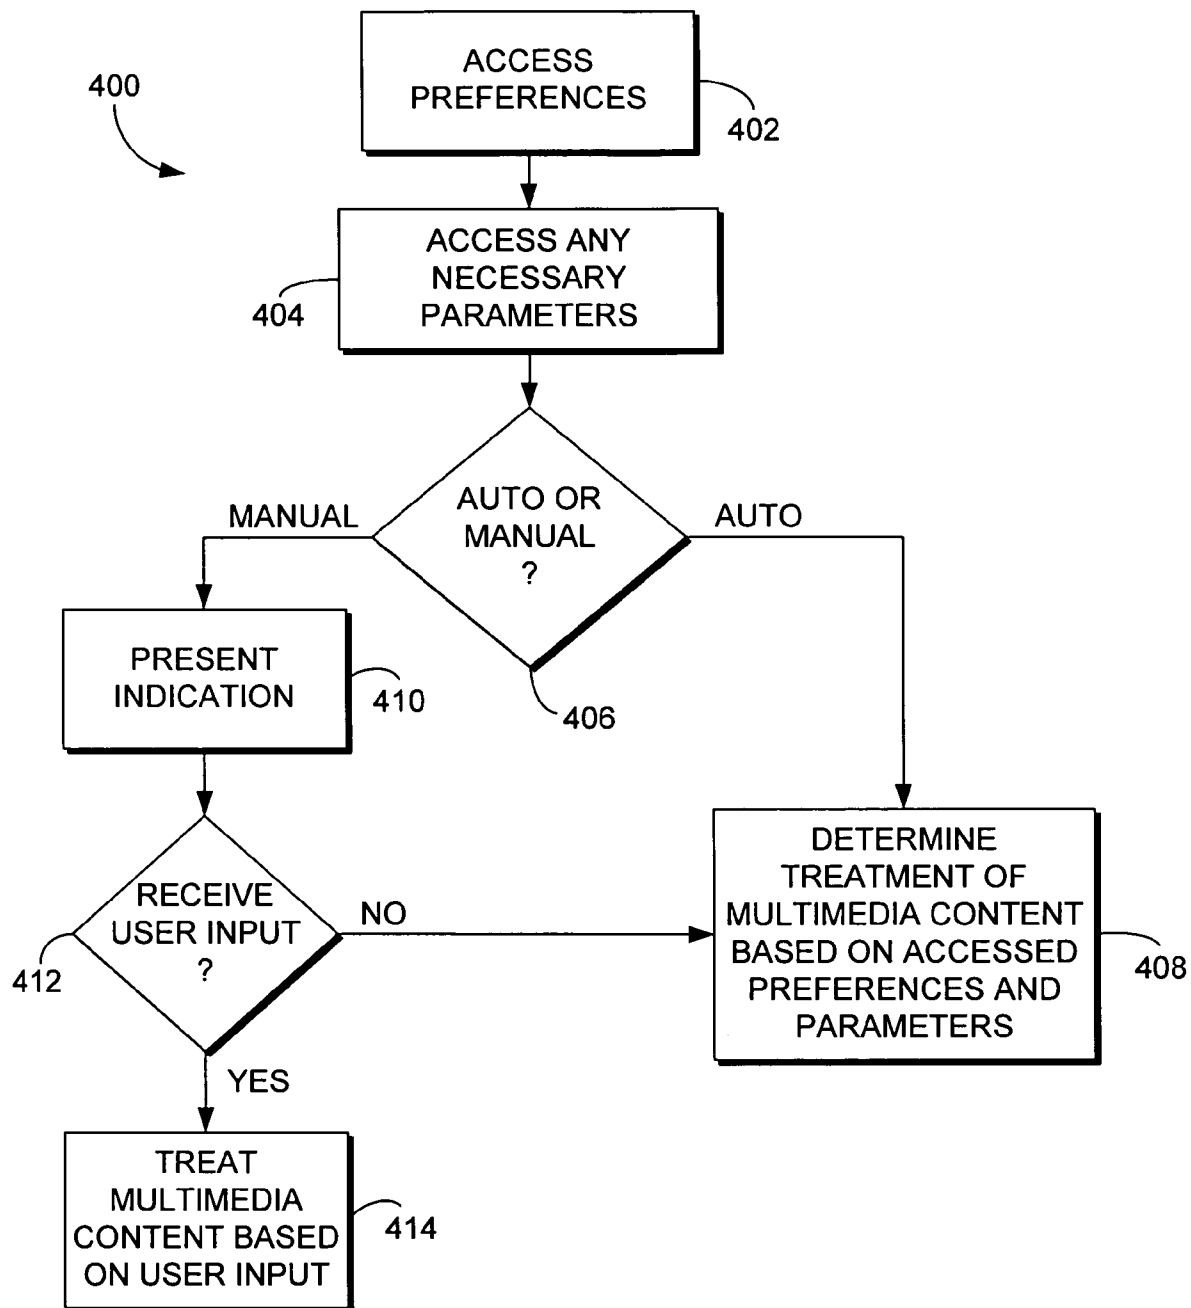 ACCESS
PREFERENCES
400
402
ACCESS ANY
NECESSARY
PARAMETERS
404
AUTO OR
MANUAL
?
MANUAL
AUTO
406
PRESENT
INDICATION
410
RECEIVE
USER INPUT
?
NO
412
DETERMINE
TREATMENT OF
MULTIMEDIA CONTENT
BASED ON ACCESSED
PREFERENCES AND
PARAMETERS
408
YES
TREAT
MULTIMEDIA
CONTENT BASED
ON USER INPUT
414